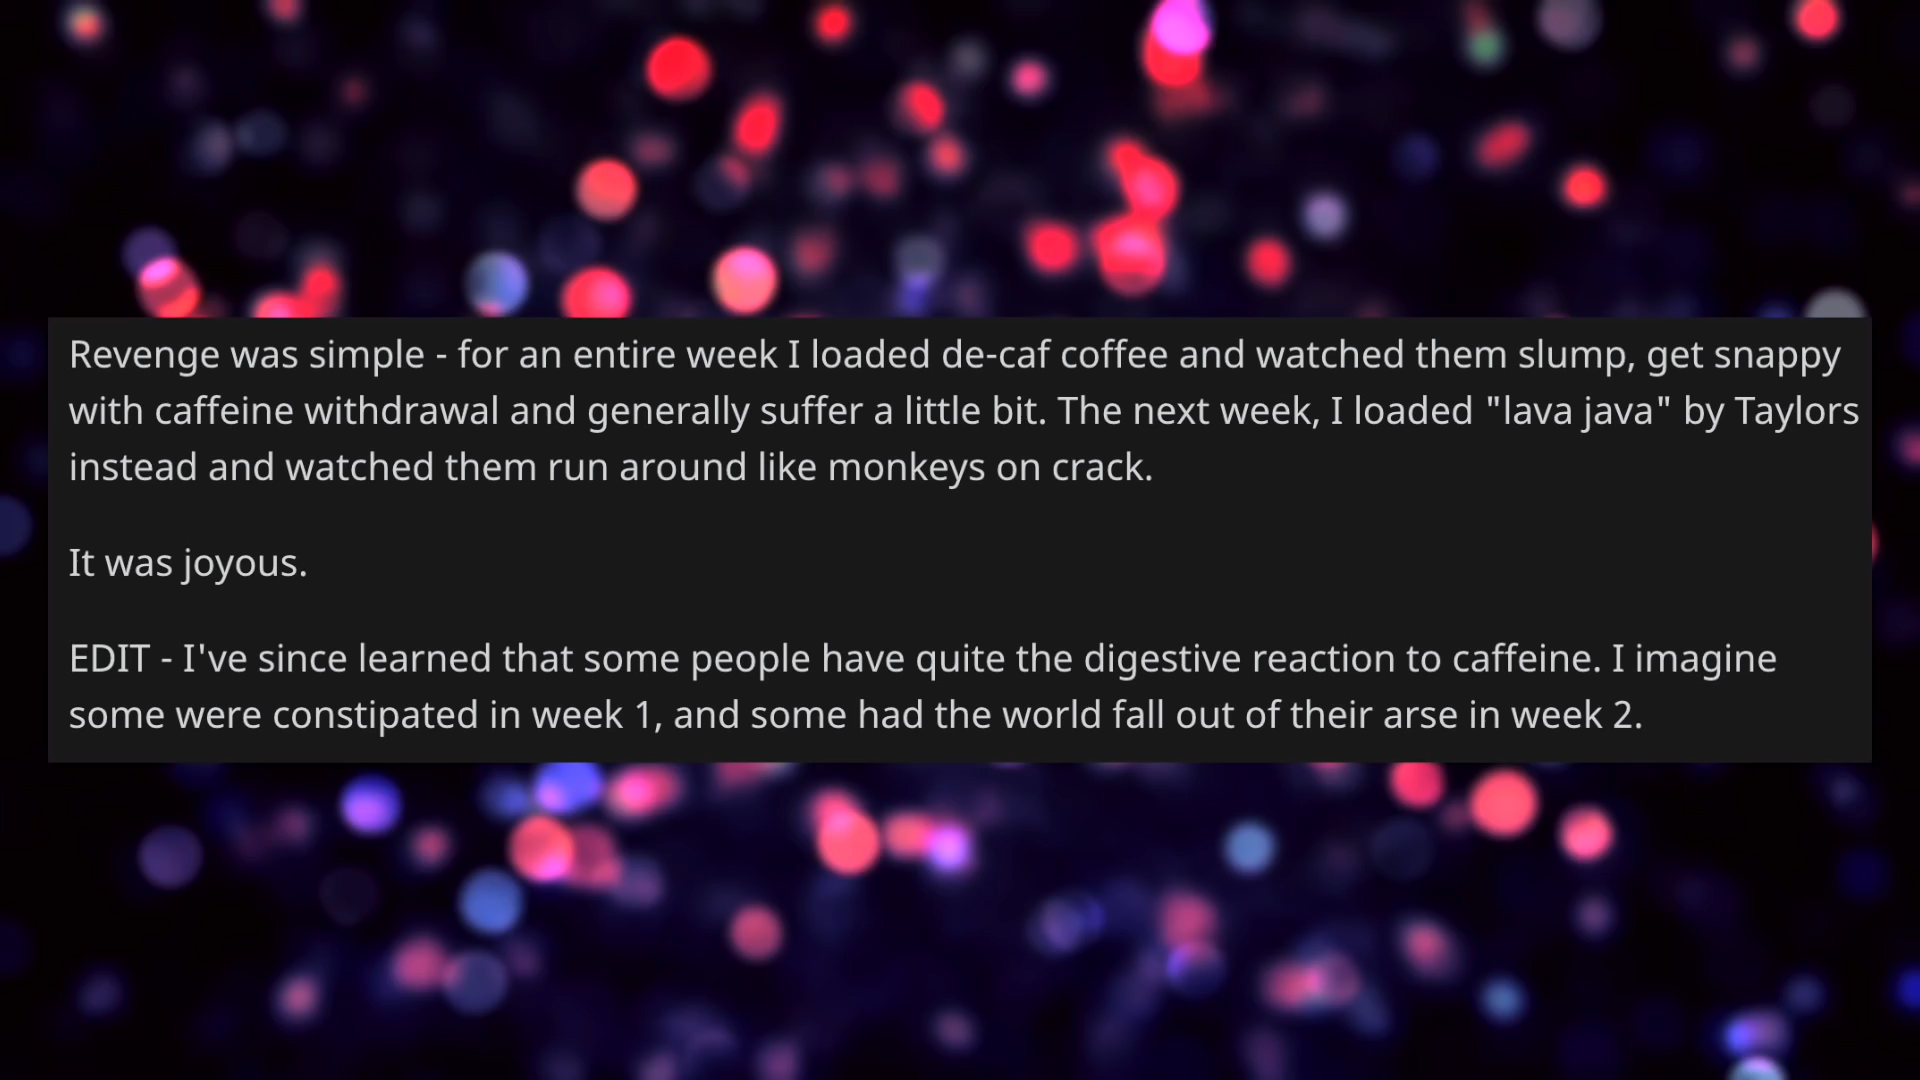 Revenge was simple - for an entire week I loaded de-caf coffee and watched them slump, get snappy
with caffeine withdrawal and generally suffer a little bit. The next week, I loaded "lava java" by Taylors
instead and watched them run around like monkeys on crack.
It was joyous.
EDIT - I've since learned that some people have quite the digestive reaction to caffeine. I imagine
some were constipated in week 1, and some had the world fall out of their arse in week 2.